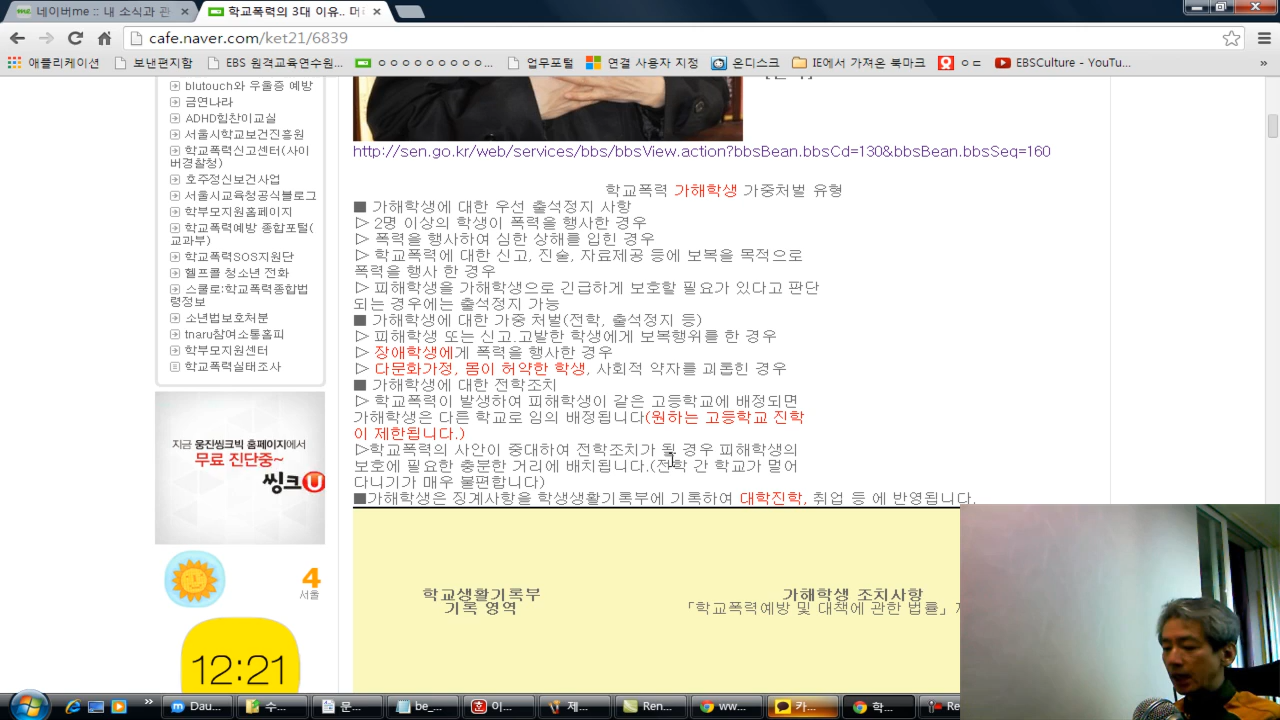 네이버me :: 내 소식과 관
학교폭력의 3대 이유.. 머
cafe.naver.com/ket21/6839
애플리케이션
보낸편지함
EBS 원격교육연수원...
ㅇㅇㅇㅇㅇㅇㅇㅇㅇ...
업무포털
연결 사용자 지정
온디스크
IE에서 가져온 북마크
ㅇㄷ
EBSCulture - YouTu...
»
blutouch와 우울증 예방
금연나라
ADHD힘찬이교실
서울시학교보건진흥원
학교폭력신고센터(사이
버경찰청)
호주정신보건사업
서울시교육청공식블로그
학부모지원홈페이지
학교폭력예방 종합포털(
교과부)
학교폭력SOS지원단
헬프콜 청소년 전화
스쿨로:학교폭력종합법
령정보
소년법보호처분
tnaru참여소통홈피
학부모지원센터
학교폭력실태조사
지금 웅진씽크빅 홈페이지에서
무료 진단중~
씽크U
4
서울
12:21
http://sen.go.kr/web/services/bbs/bbsView.action?bbsBean.bbsCd=130&bbsBean.bbsSeq=160
학교폭력 가해학생 가중처벌 유형
■ 가해학생에 대한 우선 출석정지 사항
▷ 2명 이상의 학생이 폭력을 행사한 경우
▷ 폭력을 행사하여 심한 상해를 입힌 경우
▷ 학교폭력에 대한 신고, 진술, 자료제공 등에 보복을 목적으로
폭력을 행사 한 경우
▷ 피해학생을 가해학생으로 긴급하게 보호할 필요가 있다고 판단
되는 경우에는 출석정지 가능
■ 가해학생에 대한 가중 처벌(전학, 출석정지 등)
▷ 피해학생 또는 신고.고발한 학생에게 보복행위를 한 경우
▷ 장애학생에게 폭력을 행사한 경우
▷ 다문화가정, 몸이 허약한 학생, 사회적 약자를 괴롭힌 경우
■ 가해학생에 대한 전학조치
▷ 학교폭력이 발생하여 피해학생이 같은 고등학교에 배정되면
가해학생은 다른 학교로 임의 배정됩니다(원하는 고등학교 진학
이 제한됩니다.)
▷학교폭력의 사안이 중대하여 전학조치가 될 경우 피해학생의
보호에 필요한 충분한 거리에 배치됩니다.(전학 간 학교가 멀어
다니기가 매우 불편합니다)
■가해학생은 징계사항을 학생생활기록부에 기록하여 대학진학, 취업 등 에 반영됩니다.
학교생활기록부
기록 영역
가해학생 조치사항
「학교폭력예방 및 대책에 관한 법률」제
»
Dau...
수...
문...
be_...
이...
제...
Ren...
ww...
카...
학...
Re